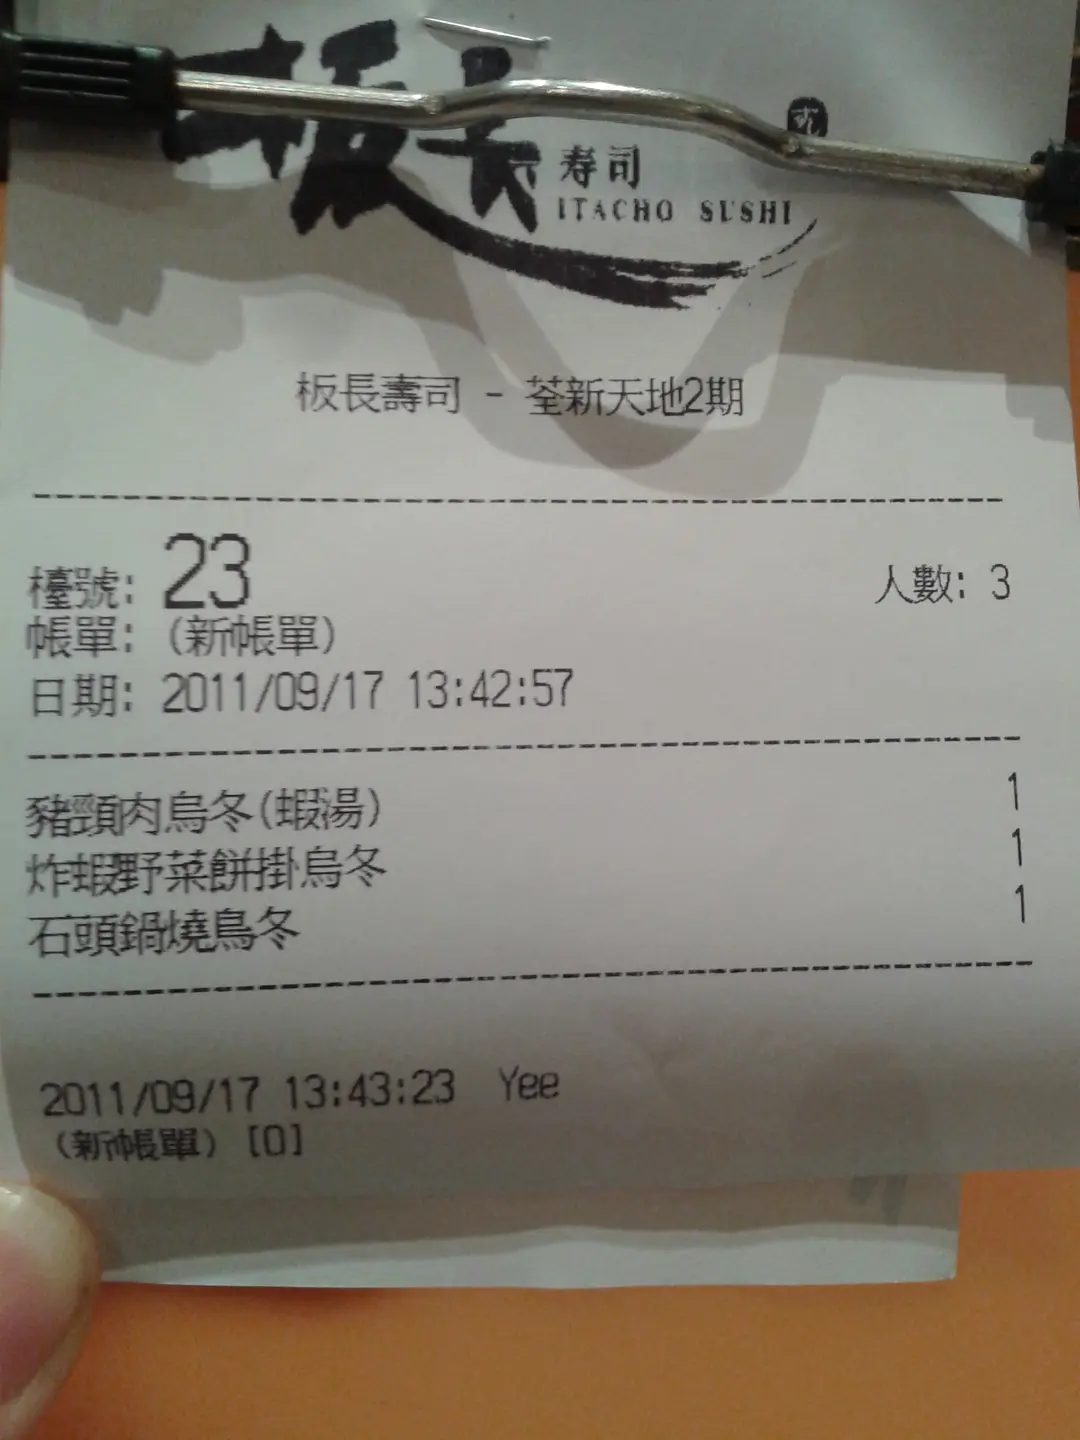 板長
寿司
ITACHO SUSHI
板長壽司 - 荃新天地2期
檯號: 23 人數: 3
帳單: (新帳單)
日期: 2011/09/17 13:42:57
豬頸肉烏冬(蝦湯) 1
炸蝦野菜餅掛烏冬 1
石頭鍋燒烏冬 1
2011/09/17 13:43:23 Yee
(新帳單) [0]